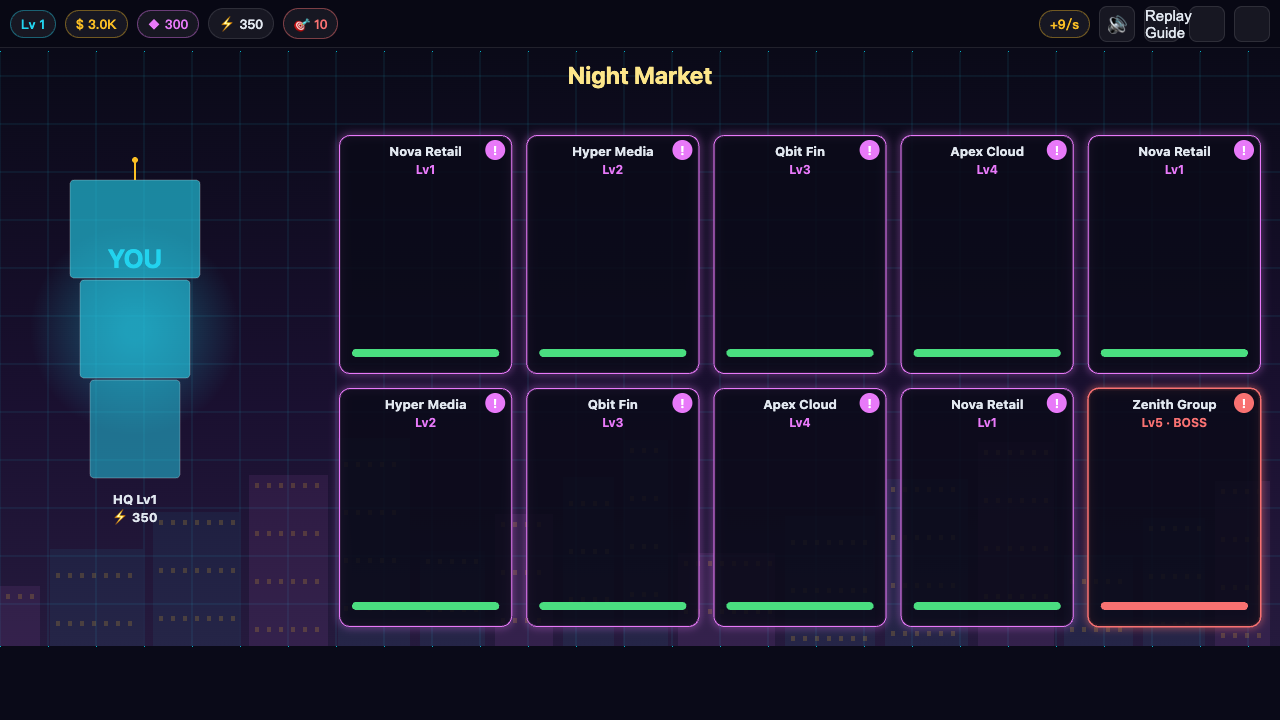 Lv 1
$ 3.0K
◆ 300
⚡ 350
🎯 10
+9/s
🔊
Replay
Guide
Night Market
Nova Retail !
Lv1
Hyper Media !
Lv2
Qbit Fin !
Lv3
Apex Cloud !
Lv4
Nova Retail !
Lv1
YOU
HQ Lv1
⚡ 350
Hyper Media !
Lv2
Qbit Fin !
Lv3
Apex Cloud !
Lv4
Nova Retail !
Lv1
Zenith Group !
Lv5 · BOSS